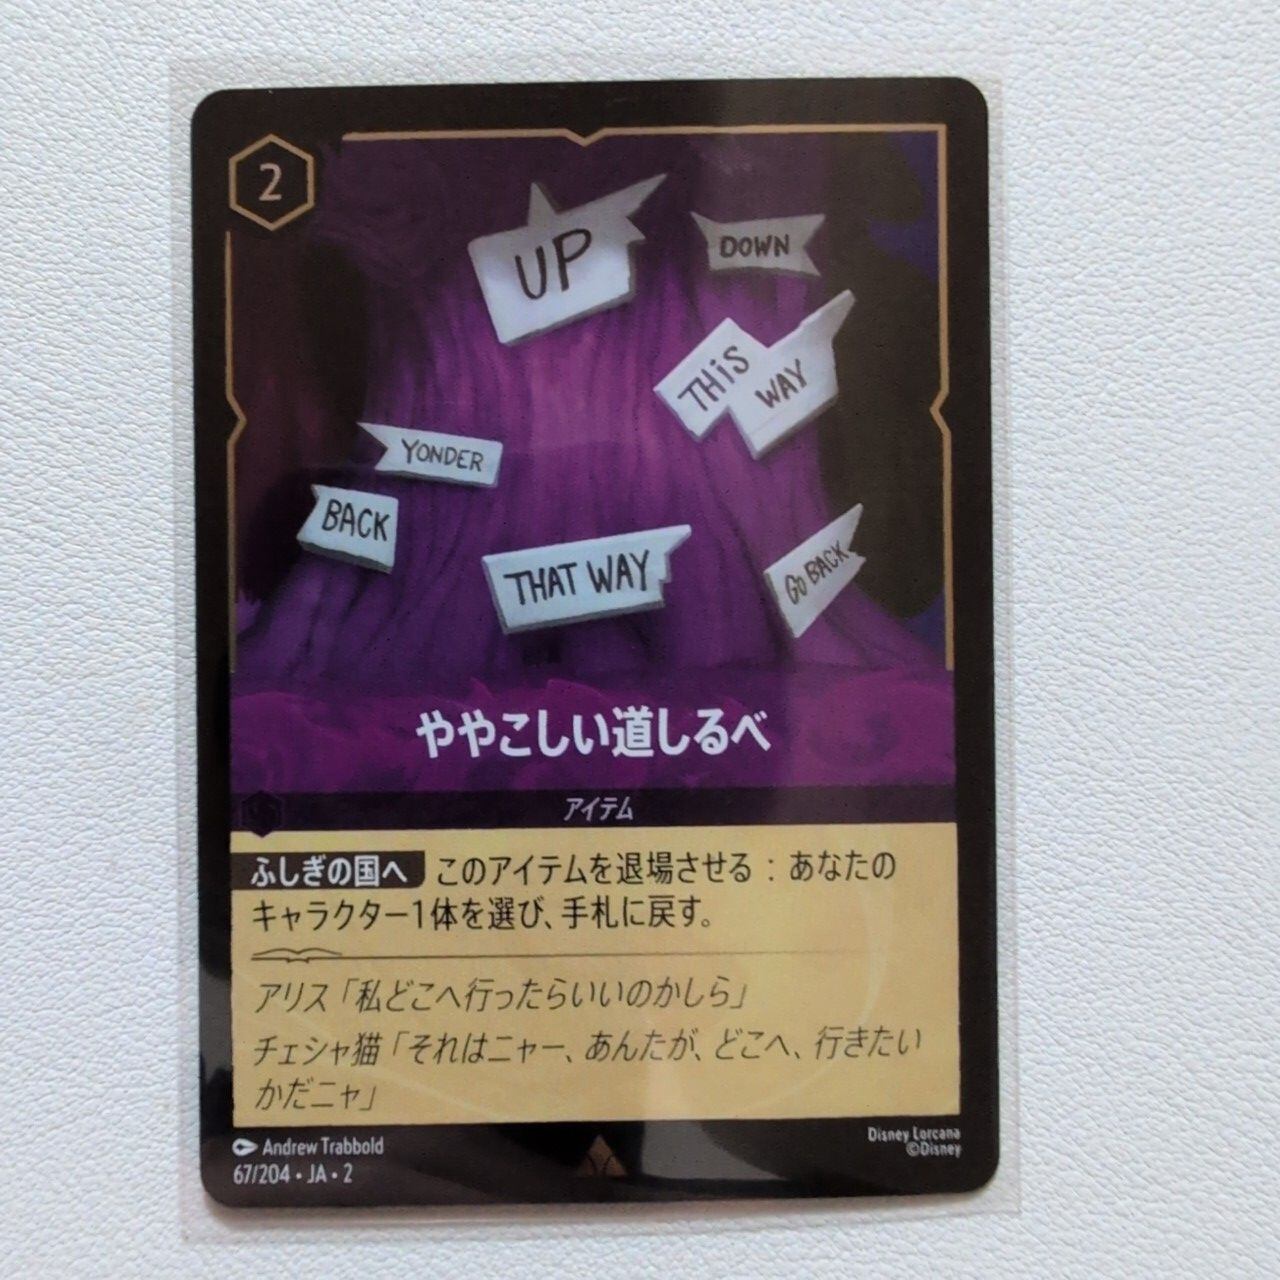 2
UP
DOWN
THiS
WAY
YONDER
BACK
THAT WAY
GO BACK
ややこしい道しるべ
アイテム
ふしぎの国へ このアイテムを退場させる：あなたの
キャラクター1体を選び、手札に戻す。
アリス「私どこへ行ったらいいのかしら」
チェシャ猫「それはニャー、あんたが、どこへ、行きたい
かだニャ」
Andrew Trabbold
67/204 • JA • 2
Disney Lorcana
©Disney